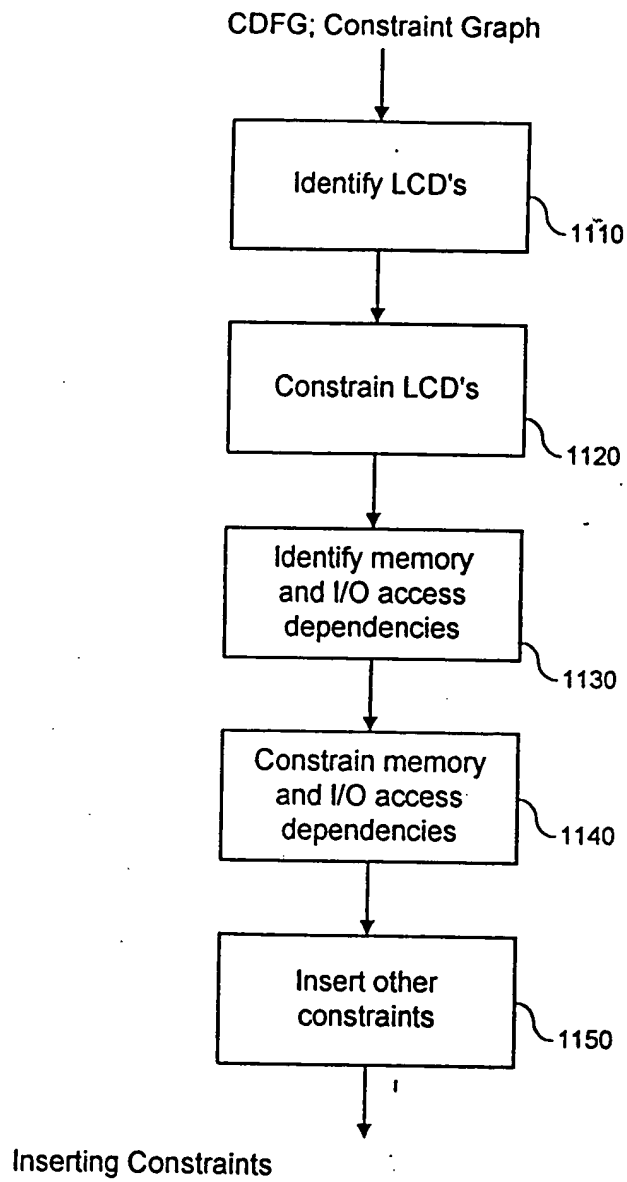 CDFG; Constraint Graph
Identify LCD's
1110
Constrain LCD's
1120
Identify memory
and I/O access
dependencies
1130
Constrain memory
and I/O access
dependencies
1140
Insert other
constraints
1150
Inserting Constraints